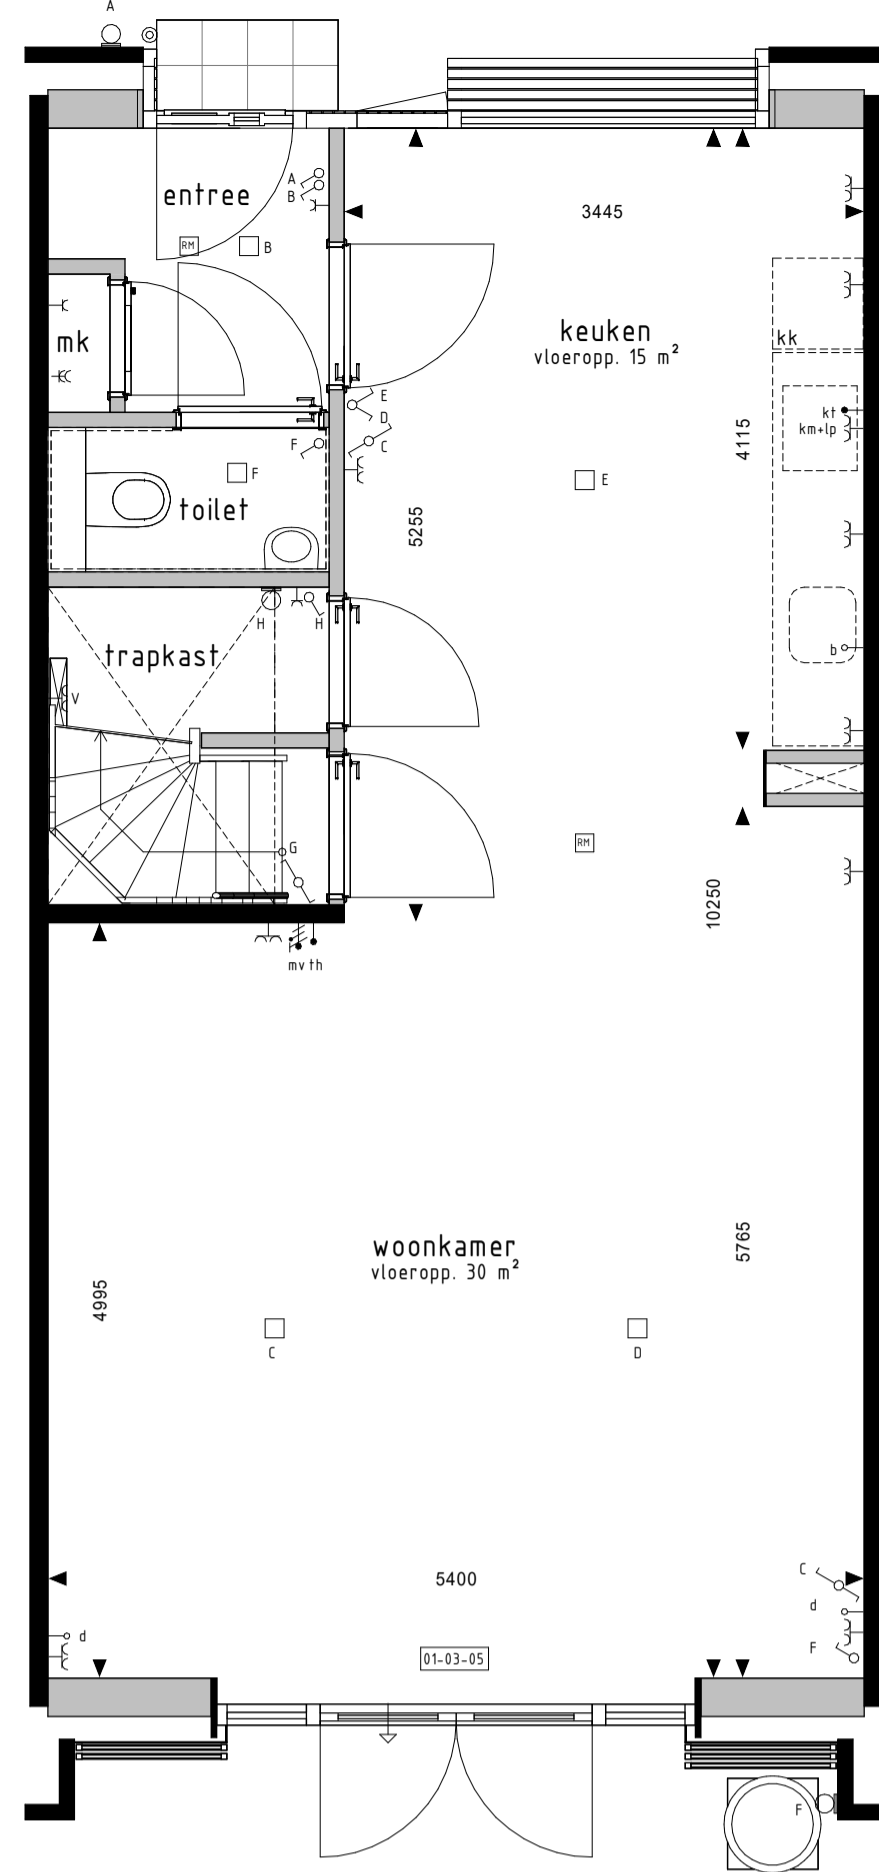 A
entree
A
B
RM
B
3445
mk
keuken
vloeropp. 15 m²
kk
E
D
C
kt
km+lp
4115
F
F
toilet
E
5255
H
H
trapkast
b
V
G
RM
10250
mv th
woonkamer
vloeropp. 30 m²
5765
4995
C
D
5400
C
d
F
d
01-03-05
F